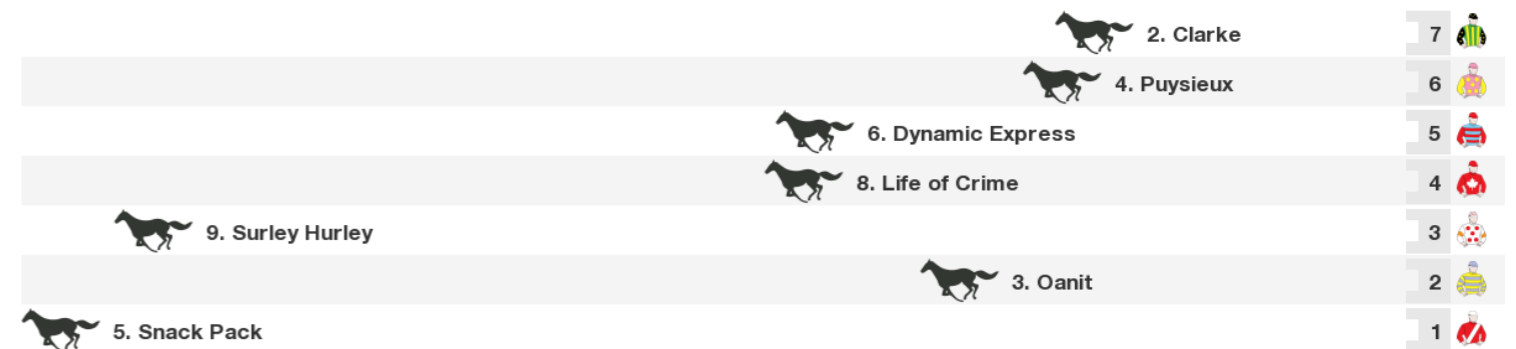 2. Clarke 7
4. Puysieux 6
6. Dynamic Express 5
8. Life of Crime 4
9. Surley Hurley 3
3. Oanit 2
5. Snack Pack 1